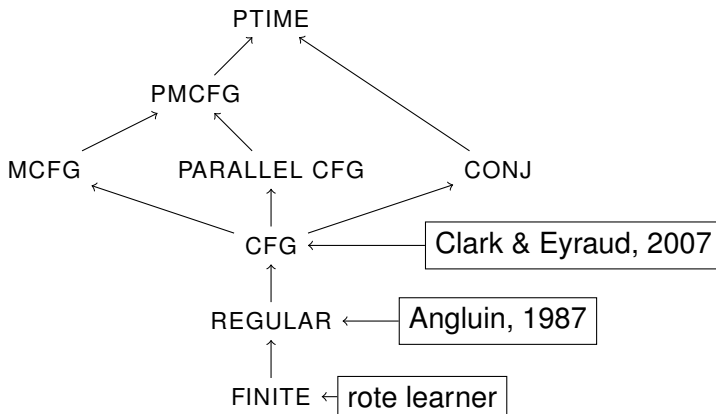 PTIME
PMCFG
MCFG PARALLEL CFG CONJ
CFG Clark & Eyraud, 2007
REGULAR Angluin, 1987
FINITE rote learner